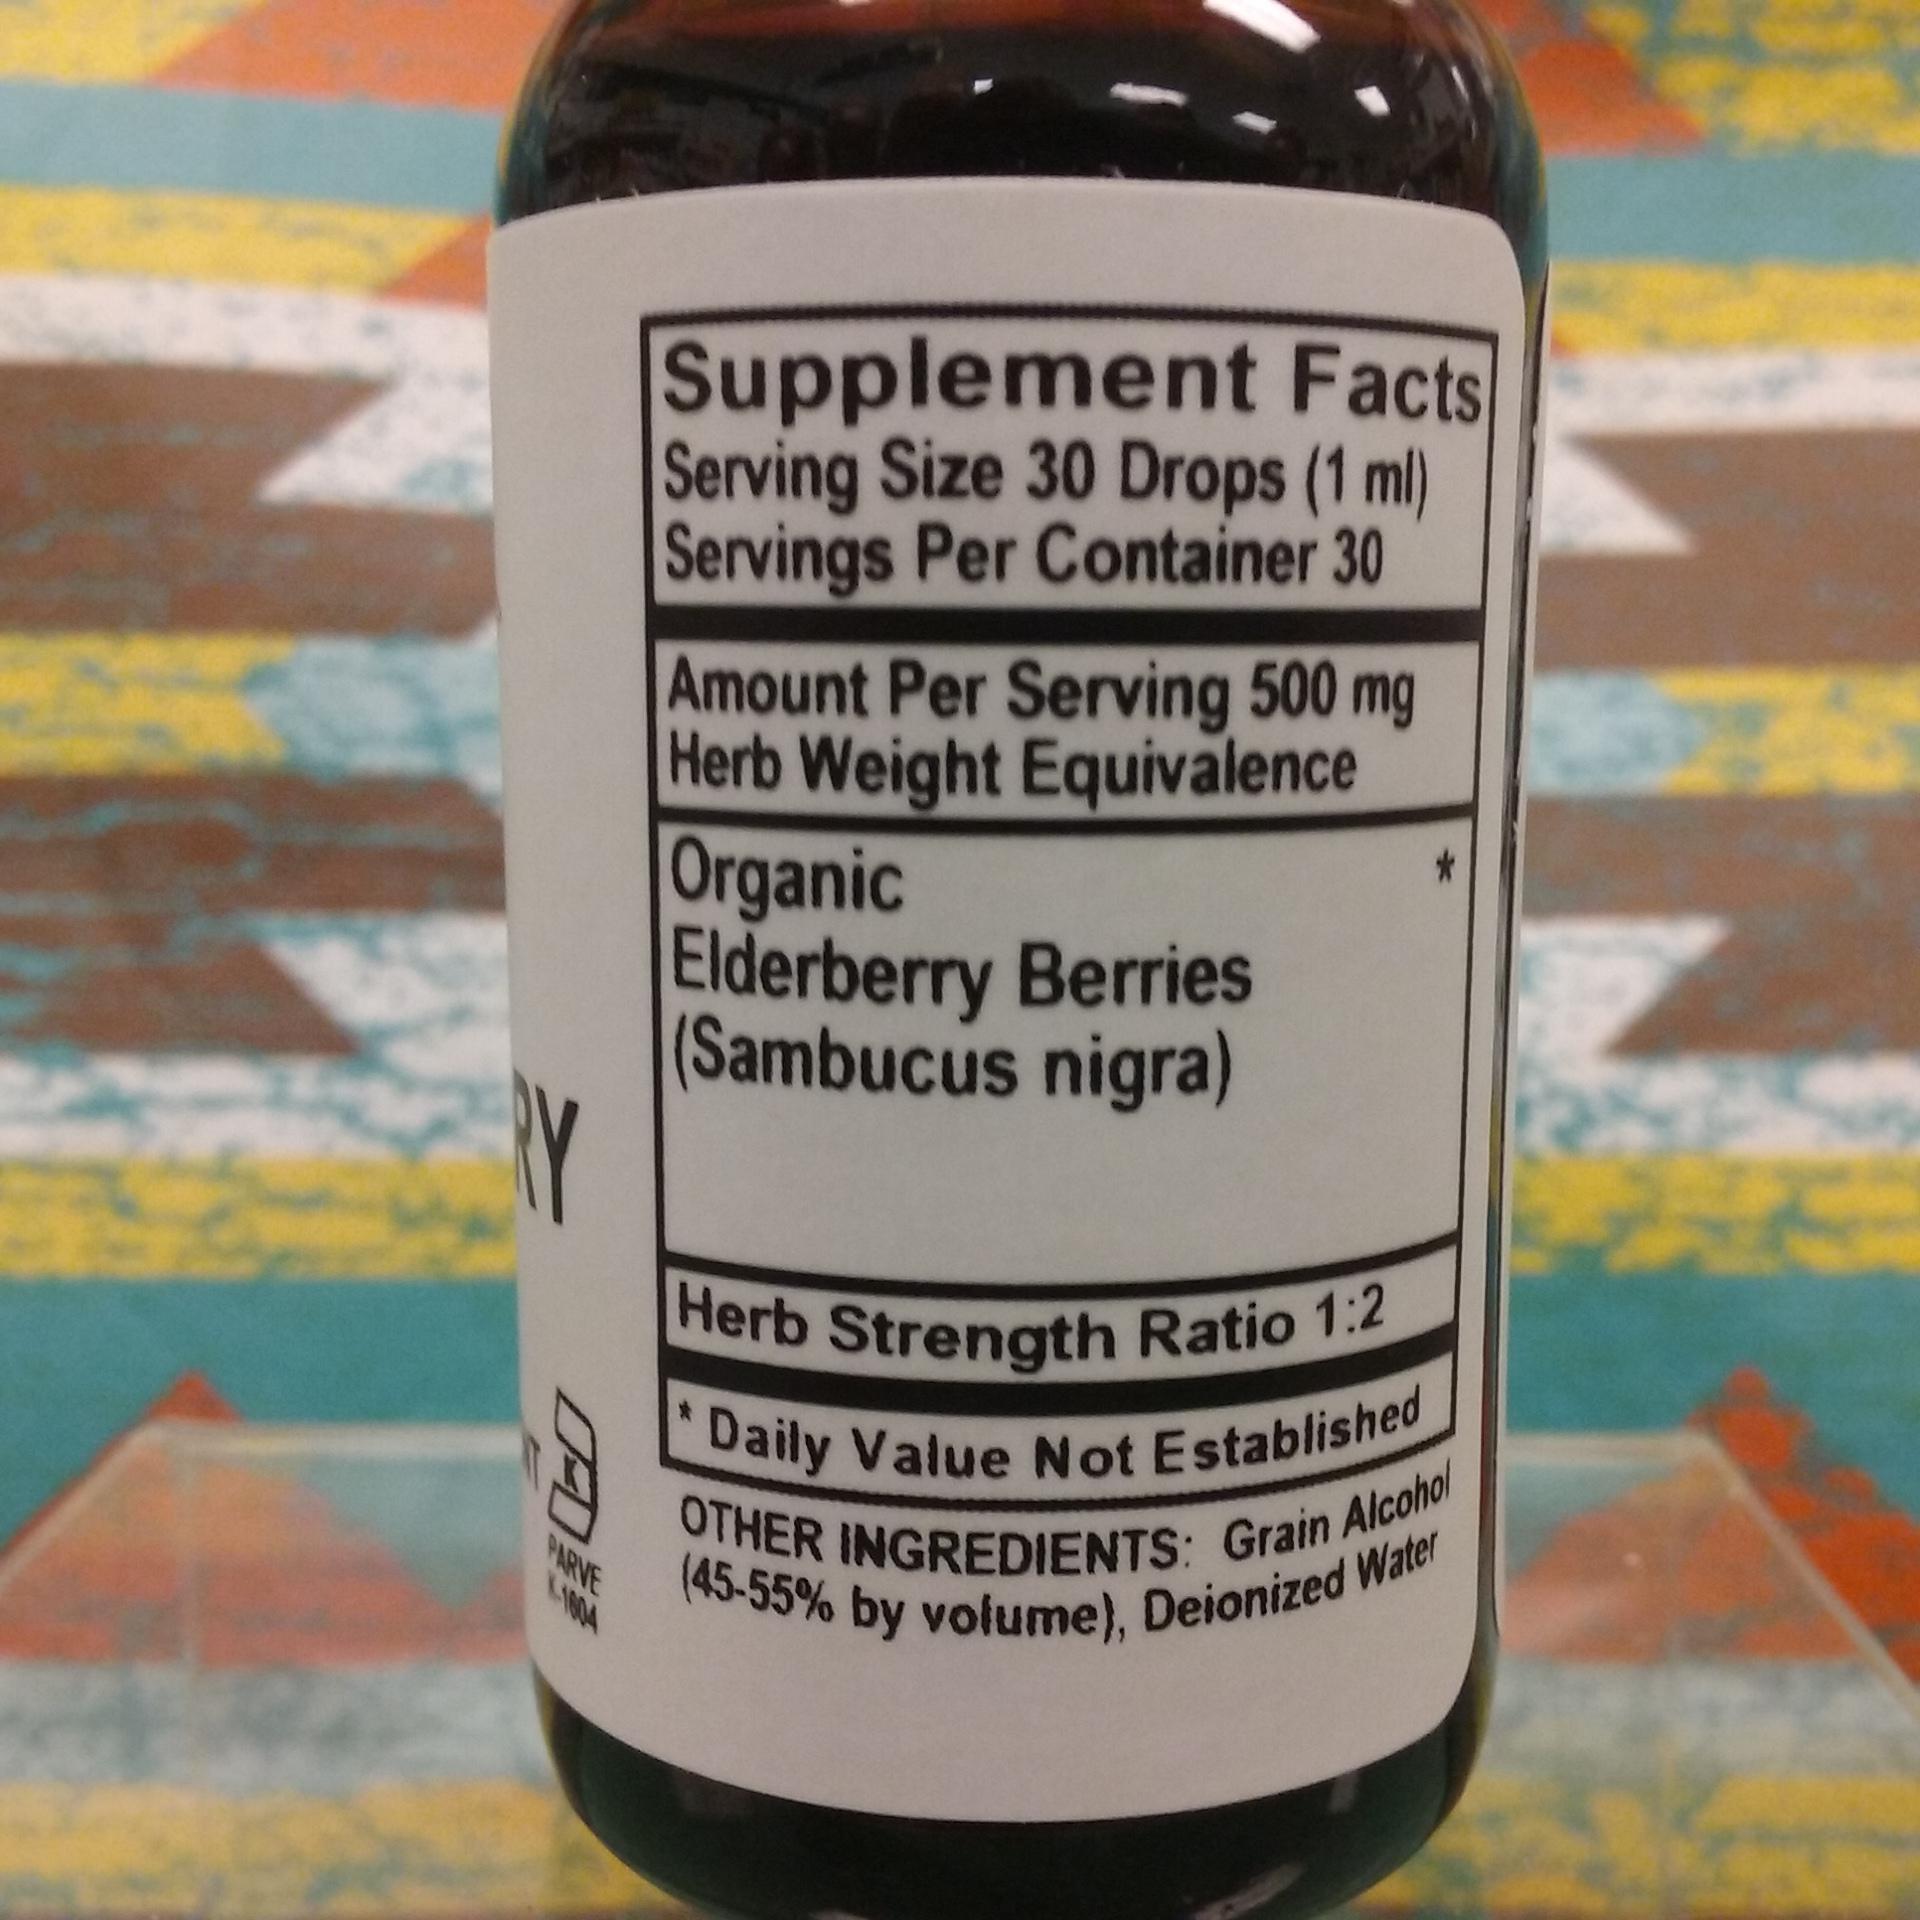 Supplement Facts
Serving Size 30 Drops (1 ml)
Servings Per Container 30
Amount Per Serving 500 mg
Herb Weight Equivalence
Organic *
Elderberry Berries
(Sambucus nigra)
Herb Strength Ratio 1:2
* Daily Value Not Established
OTHER INGREDIENTS: Grain Alcohol
(45-55% by volume), Deionized Water
RY
NT
K
PARVE
K-1604